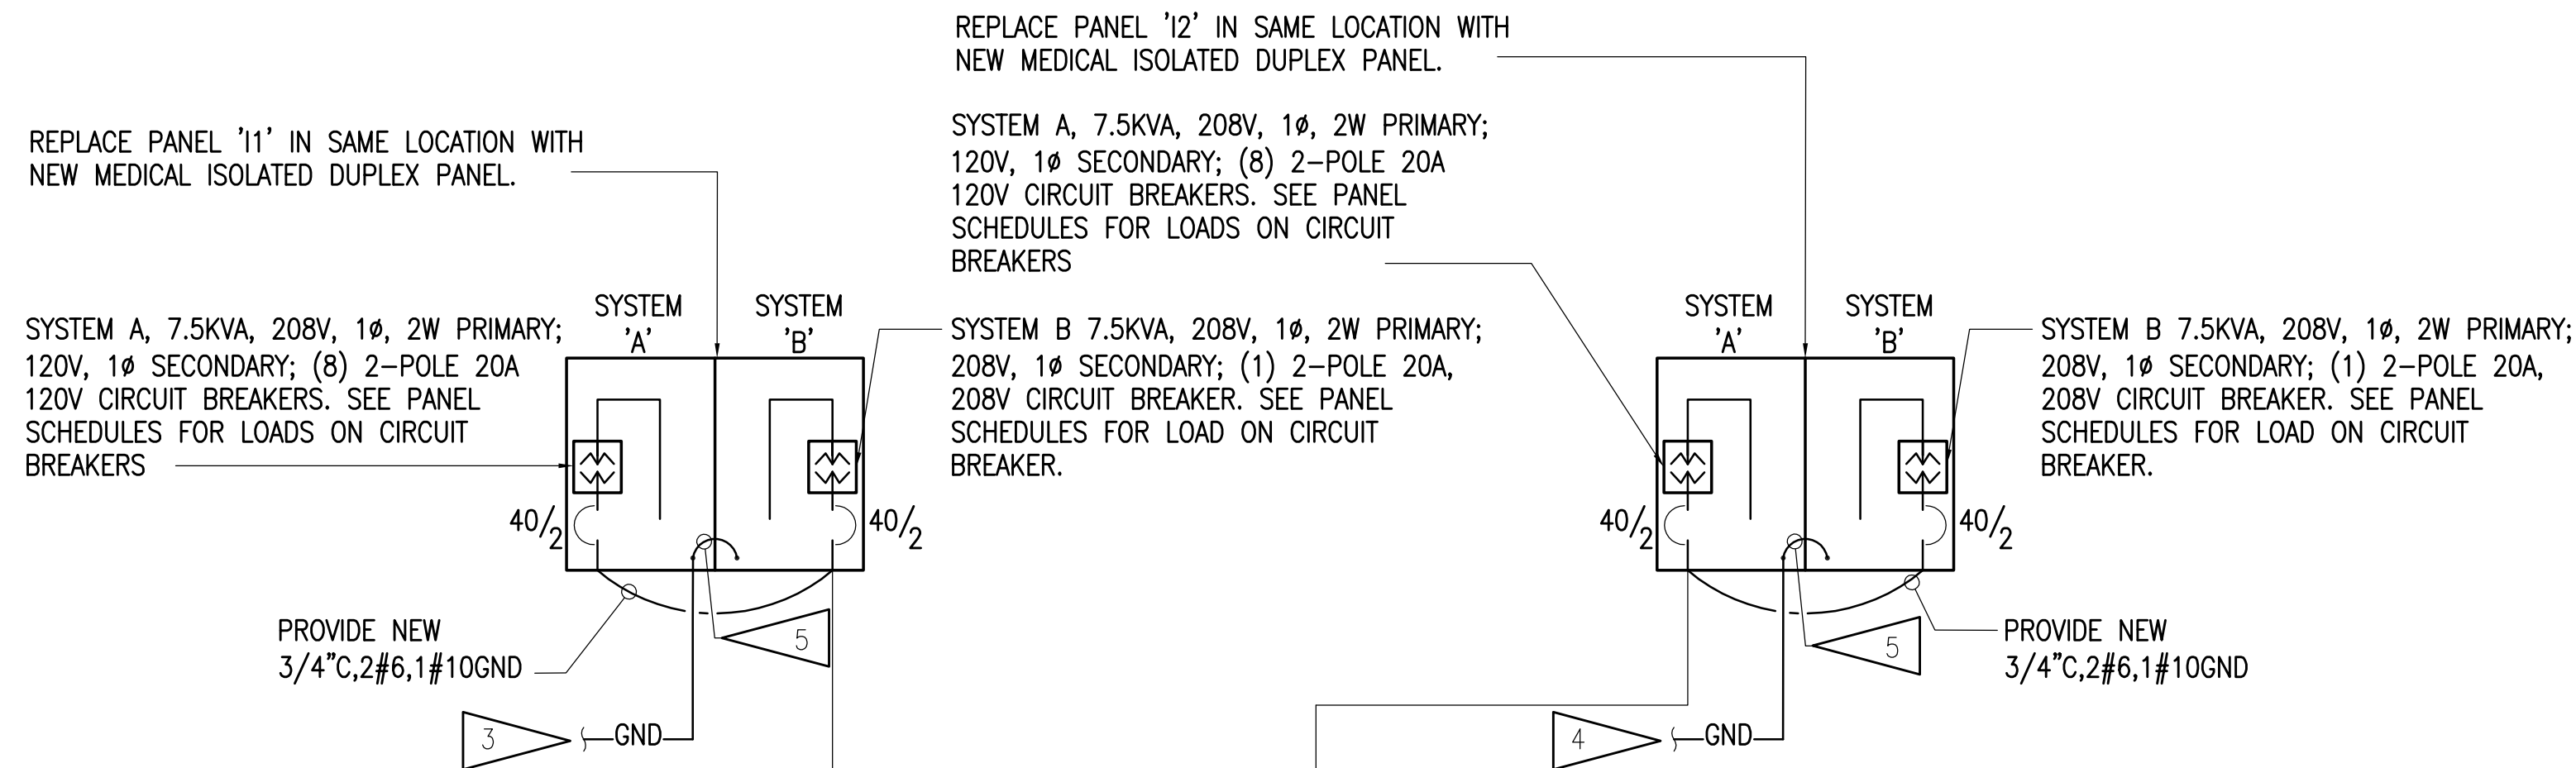 REPLACE PANEL 'I1' IN SAME LOCATION WITH
NEW MEDICAL ISOLATED DUPLEX PANEL.
SYSTEM A, 7.5KVA, 208V, 1ø, 2W PRIMARY;
120V, 1ø SECONDARY; (8) 2-POLE 20A
120V CIRCUIT BREAKERS. SEE PANEL
SCHEDULES FOR LOADS ON CIRCUIT
BREAKERS
SYSTEM
'A'
SYSTEM
'B'
40/2
40/2
PROVIDE NEW
3/4"C,2#6,1#10GND
5
3
GND
REPLACE PANEL 'I2' IN SAME LOCATION WITH
NEW MEDICAL ISOLATED DUPLEX PANEL.
SYSTEM A, 7.5KVA, 208V, 1ø, 2W PRIMARY;
120V, 1ø SECONDARY; (8) 2-POLE 20A
120V CIRCUIT BREAKERS. SEE PANEL
SCHEDULES FOR LOADS ON CIRCUIT
BREAKERS
SYSTEM B 7.5KVA, 208V, 1ø, 2W PRIMARY;
208V, 1ø SECONDARY; (1) 2-POLE 20A,
208V CIRCUIT BREAKER. SEE PANEL
SCHEDULES FOR LOAD ON CIRCUIT
BREAKER.
SYSTEM
'A'
SYSTEM
'B'
40/2
40/2
SYSTEM B 7.5KVA, 208V, 1ø, 2W PRIMARY;
208V, 1ø SECONDARY; (1) 2-POLE 20A,
208V CIRCUIT BREAKER. SEE PANEL
SCHEDULES FOR LOAD ON CIRCUIT
BREAKER.
5
PROVIDE NEW
3/4"C,2#6,1#10GND
4
GND